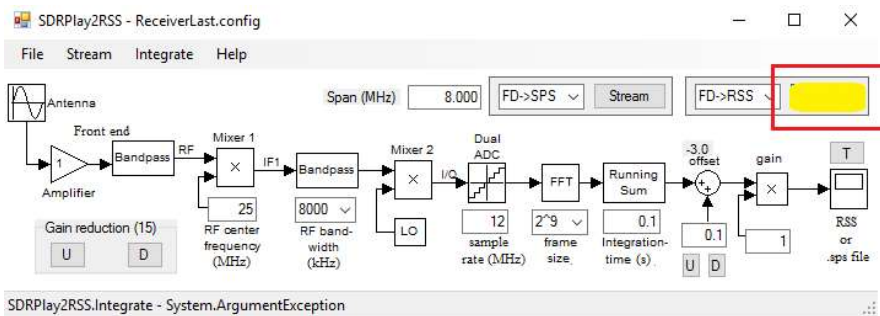 SDRPlay2RSS - ReceiverLast.config
File Stream Integrate Help
Antenna
Span (MHz) 8.000 FD->SPS Stream FD->RSS
Front end
Amplifier
1
Bandpass
RF
Mixer 1
×
25
RF center
frequency
(MHz)
IF1
Bandpass
8000
RF band-
width
(kHz)
Mixer 2
×
LO
I/Q
Dual
ADC
12
sample
rate (MHz)
FFT
2^9
frame
size.
Running
Sum
0.1
Integration-
time (s) .
-3.0
offset
0.1
U D
gain
×
1
T
RSS
or
.sps file
Gain reduction (15)
U D
SDRPlay2RSS.Integrate - System.ArgumentException